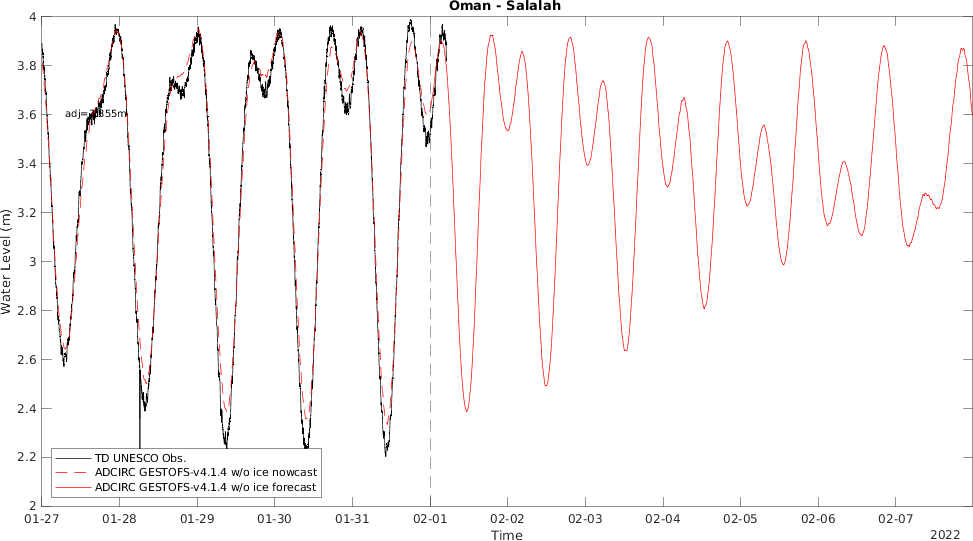 Oman - Salalah
4
3.8
3.6
3.4
3.2
3
2.8
2.6
2.4
2.2
2
Water Level (m)
TD UNESCO Obs.
ADCIRC GESTOFS-v4.1.4 w/o ice nowcast
ADCIRC GESTOFS-v4.1.4 w/o ice forecast
01-27 01-28 01-29 01-30 01-31 02-01 02-02 02-03 02-04 02-05 02-06 02-07
Time
2022